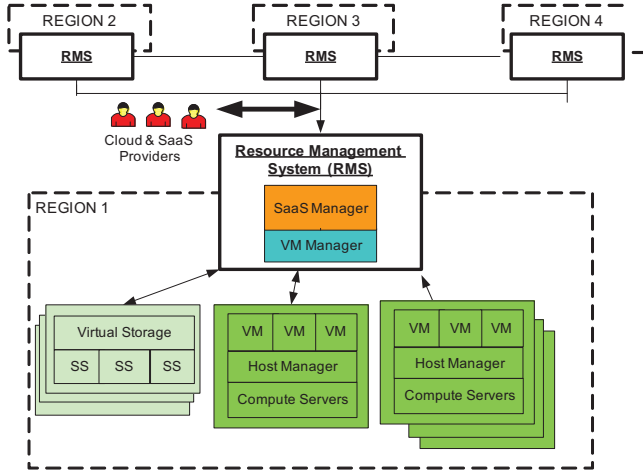 REGION 2
REGION 3
REGION 4
RMS
RMS
RMS
Cloud & SaaS
Providers
Resource Management
System (RMS)
SaaS Manager
VM Manager
REGION 1
Virtual Storage
SS
SS
SS
VM
VM
VM
Host Manager
Compute Servers
VM
VM
VM
Host Manager
Compute Servers